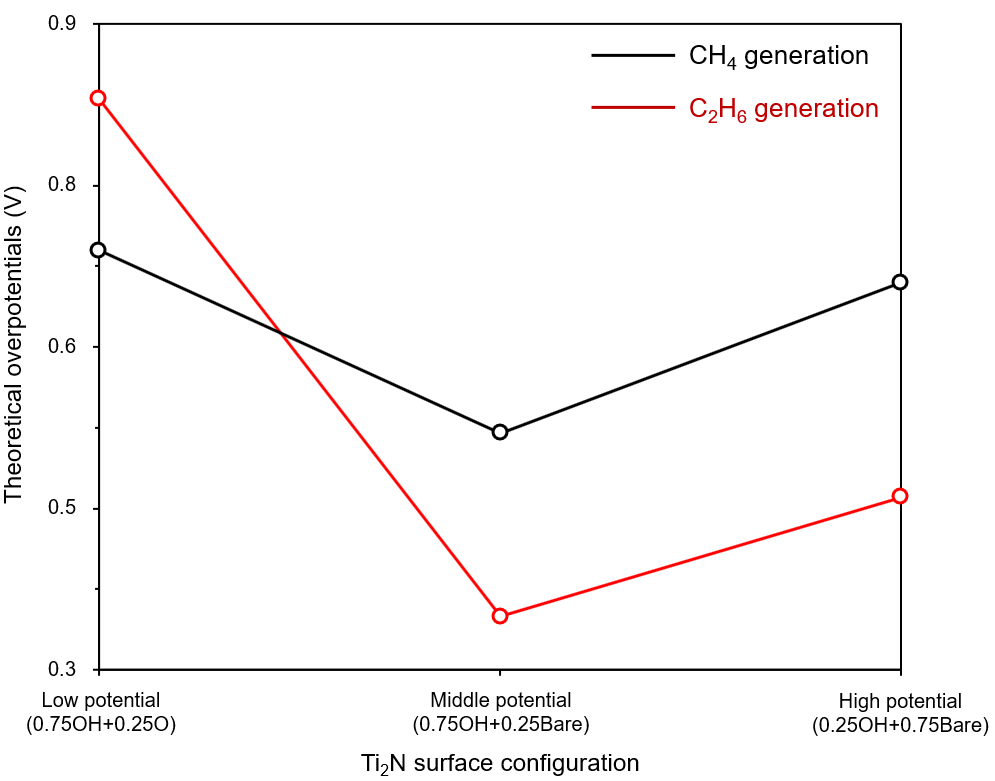 0.9
CH₄ generation
C₂H₆ generation
0.8
0.6
0.5
0.3
Theoretical overpotentials (V)
Low potential
(0.75OH+0.25O)
Middle potential
(0.75OH+0.25Bare)
High potential
(0.25OH+0.75Bare)
Ti₂N surface configuration